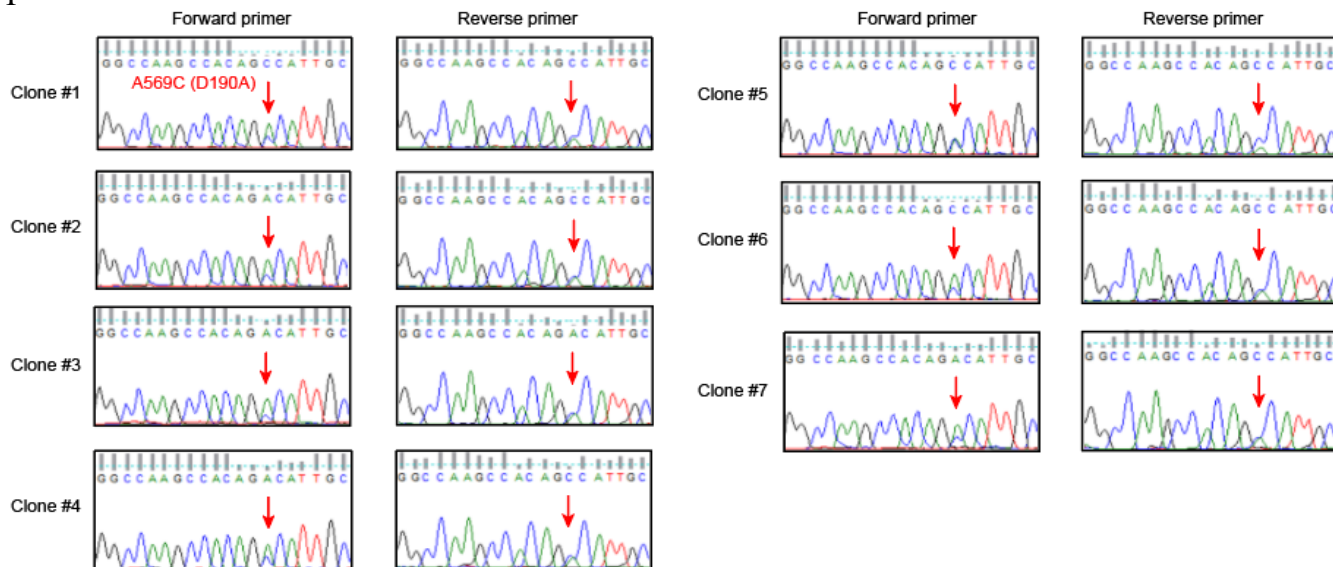 Forward primer
Reverse primer
Clone #1
GGCCAAGCCACAGCCATTGC
A569C (D190A)
GGCCAAGCCACAGCCATTGC
Clone #2
GGCCAAGCCACAGACATTGC
GGCCAAGCCACAGCCATTGC
Clone #3
GGCCAAGCCACAGACATTGC
GGCCAAGCCACAGACATTGC
Clone #4
GGCCAAGCCACAGACATTGC
GGCCAAGCCACAGCCATTGC
Forward primer
Reverse primer
Clone #5
GGCCAAGCCACAGCCATTGC
GGCCAAGCCACAGCCATTGC
Clone #6
GGCCAAGCCACAGCCATTGC
GGCCAAGCCACAGCCATTGC
Clone #7
GGCCAAGCCACAGACATTGC
GGCCAAGCCACAGCCATTGC